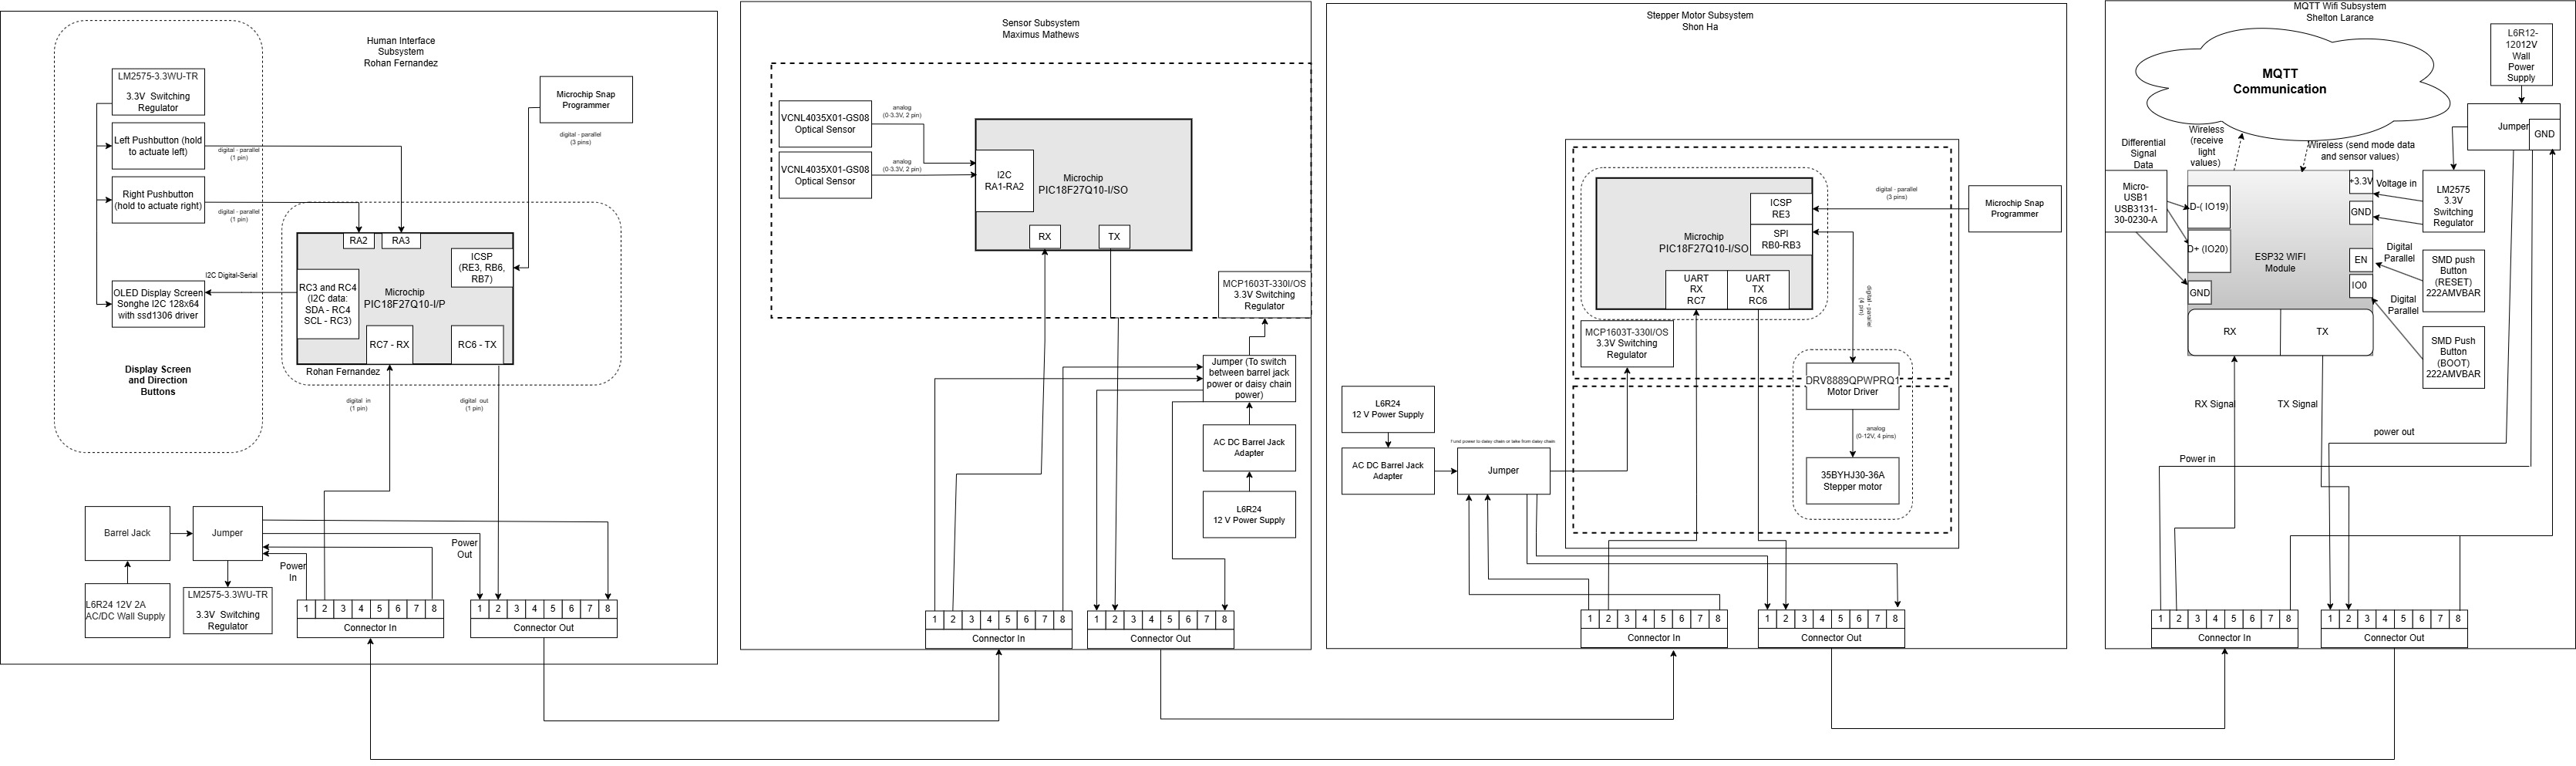 Human Interface
Subsystem
Rohan Fernandez
LM2575-3.3WU-TR
3.3V Switching
Regulator
Left Pushbutton (hold
to actuate left)
Right Pushbutton
(hold to actuate right)
OLED Display Screen
Songhe I2C 128x64
with ssd1306 driver
Display Screen
and Direction
Buttons
digital - parallel
(1 pin)
digital - parallel
(1 pin)
I2C Digital-Serial
Microchip Snap
Programmer
digital - parallel
(3 pins)
RA2
RA3
ICSP
(RE3, RB6,
RB7)
RC3 and RC4
(I2C data:
SDA - RC4
SCL - RC3)
Microchip
PIC18F27Q10-I/P
RC7 - RX
RC6 - TX
Rohan Fernandez
digital in
(1 pin)
digital out
(1 pin)
Barrel Jack
Jumper
L6R24 12V 2A
AC/DC Wall Supply
LM2575-3.3WU-TR
3.3V Switching
Regulator
Power
In
Power
Out
1 2 3 4 5 6 7 8
Connector In
1 2 3 4 5 6 7 8
Connector Out
Sensor Subsystem
Maximus Mathews
VCNL4035X01-GS08
Optical Sensor
VCNL4035X01-GS08
Optical Sensor
analog
(0-3.3V, 2 pin)
analog
(0-3.3V, 2 pin)
I2C
RA1-RA2
Microchip
PIC18F27Q10-I/SO
RX
TX
MCP1603T-330I/OS
3.3V Switching
Regulator
Jumper (To switch
between barrel jack
power or daisy chain
power)
AC DC Barrel Jack
Adapter
L6R24
12 V Power Supply
1 2 3 4 5 6 7 8
Connector In
1 2 3 4 5 6 7 8
Connector Out
Stepper Motor Subsystem
Shon Ha
ICSP
RE3
SPI
RB0-RB3
Microchip
PIC18F27Q10-I/SO
UART
RX
RC7
UART
TX
RC6
digital - parallel
(3 pins)
Microchip Snap
Programmer
digital - paralleler
(4 pins)
MCP1603T-330I/OS
3.3V Switching
Regulator
DRV8889QPWPRQ1
Motor Driver
analog
(0-12V, 4 pins)
35BYHJ30-36A
Stepper motor
L6R24
12 V Power Supply
AC DC Barrel Jack
Adapter
Jumper
power to daisy chain or take from daisy chain
1 2 3 4 5 6 7 8
Connector In
1 2 3 4 5 6 7 8
Connector Out
MQTT Wifi Subsystem
Shelton Larance
MQTT
Communication
L6R12-
12012V
Wall
Power
Supply
Jumper
GND
Differential
Signal
Data
Wireless
(receive
light
values)
Wireless (send mode data
and sensor values)
Micro-
USB1
USB3131-
30-0230-A
D-( IO19)
D+ (IO20)
GND
+3.3V
GND
EN
IO0
ESP32 WIFI
Module
Voltage in
LM2575
3.3V
Switching
Regulator
Digital
Parallel
SMD push
Button
(RESET)
222AMVBAR
Digital
Parallel
SMD Push
Button
(BOOT)
222AMVBAR
RX
TX
RX Signal
TX Signal
power out
Power in
1 2 3 4 5 6 7 8
Connector In
1 2 3 4 5 6 7 8
Connector Out